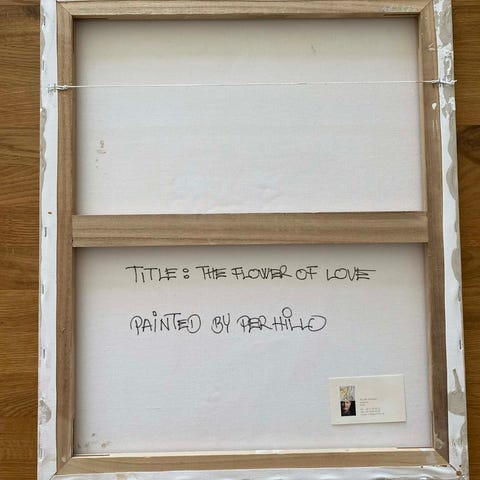 TITLE: THE FLOWER OF LOVE
PAINTED BY PERHILLO